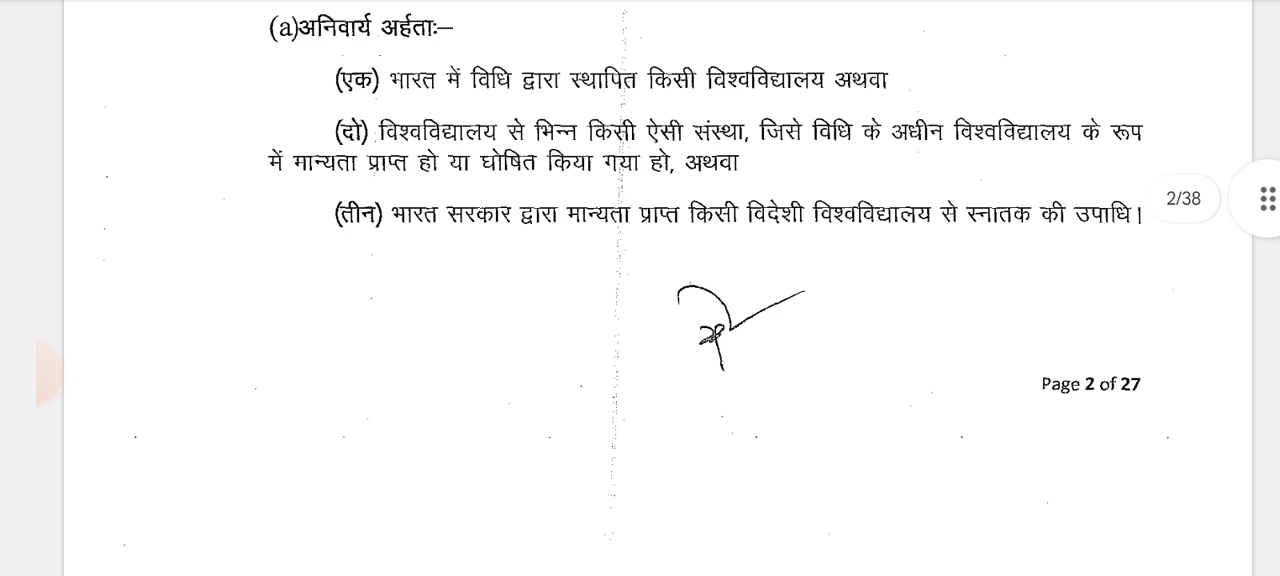 (a)अनिवार्य अर्हताः–
(एक) भारत में विधि द्वारा स्थापित किसी विश्वविद्यालय अथवा
(दो) विश्वविद्यालय से भिन्न किसी ऐसी संस्था, जिसे विधि के अधीन विश्वविद्यालय के रूप
में मान्यता प्राप्त हो या घोषित किया गया हो, अथवा
(तीन) भारत सरकार द्वारा मान्यता प्राप्त किसी विदेशी विश्वविद्यालय से स्नातक की उपाधि।
2/38
Page 2 of 27